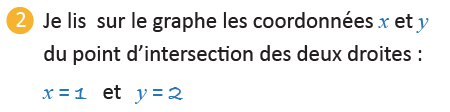 2 Je lis sur le graphe les coordonnées x et y
du point d’intersection des deux droites :
x = 1 et y = 2